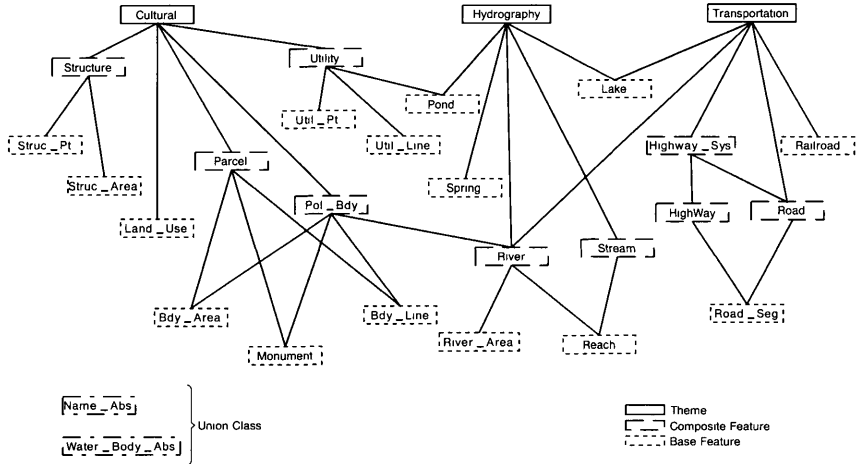 Cultural
Hydrography
Transportation
Structure
Utility
Pond
Lake
Struc_Pt
Util_Pt
Util_Line
Highway_Sys
Railroad
Parcel
Struc_Area
Spring
Pol_Bdy
HighWay
Road
Land_Use
River
Stream
Bdy_Area
Bdy_Line
Road_Seg
Monument
River_Area
Reach
Name_Abs
Water_Body_Abs
Union Class
Theme
Composite Feature
Base Feature